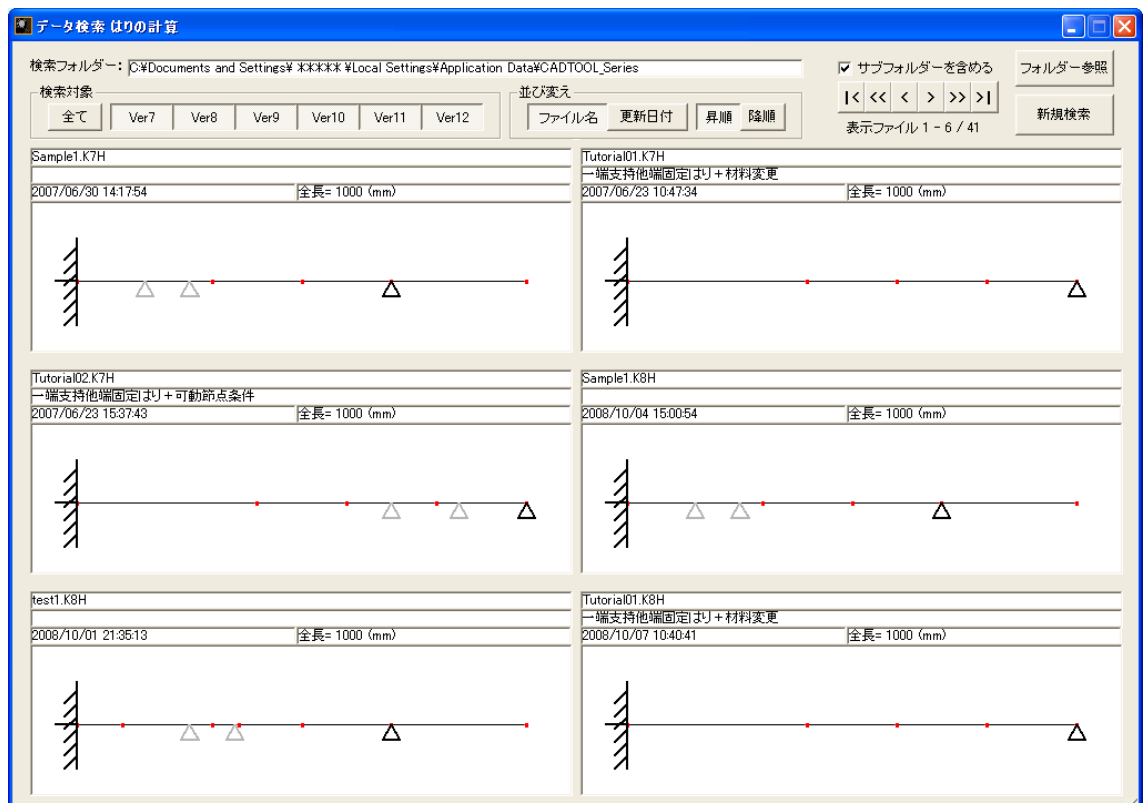 データ検索 はりの計算
検索フォルダー: C:¥Documents and Settings¥ ***** ¥Local Settings¥Application Data¥CADTOOL_Series
サブフォルダーを含める
フォルダー参照
検索対象
全て Ver7 Ver8 Ver9 Ver10 Ver11 Ver12
並び変え
ファイル名 更新日付 昇順 降順
|< << < > >> >|
表示ファイル 1 - 6 / 41
新規検索
Sample1.K7H
2007/06/30 14:17:54 全長= 1000 (mm)
Tutorial01.K7H
一端支持他端固定はり+材料変更
2007/06/23 10:47:34 全長= 1000 (mm)
Tutorial02.K7H
一端支持他端固定はり+可動節点条件
2007/06/23 15:37:43 全長= 1000 (mm)
Sample1.K8H
2008/10/04 15:00:54 全長= 1000 (mm)
test1.K8H
2008/10/01 21:35:13 全長= 1000 (mm)
Tutorial01.K8H
一端支持他端固定はり+材料変更
2008/10/07 10:40:41 全長= 1000 (mm)